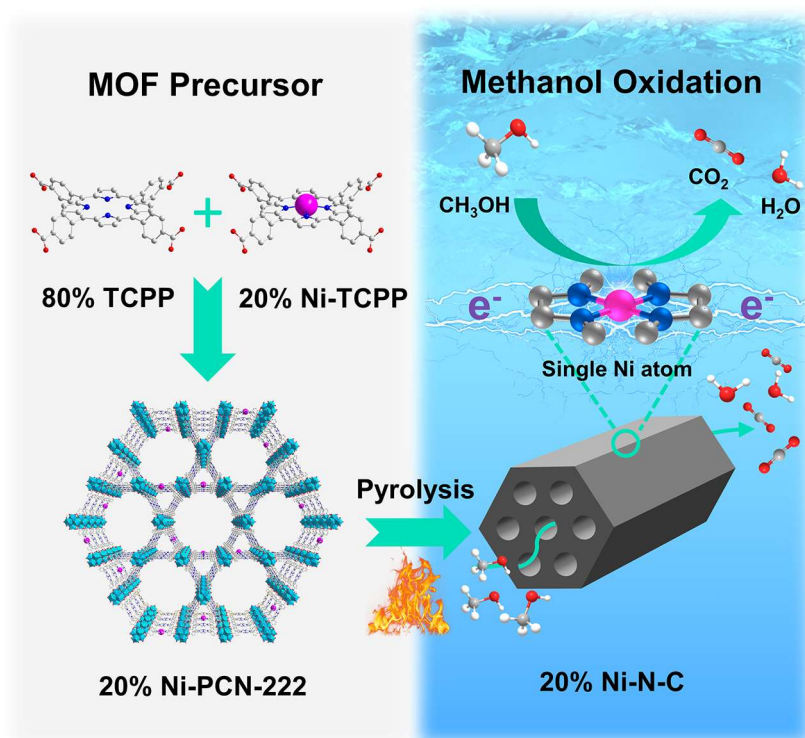 MOF Precursor
80% TCPP
+
20% Ni-TCPP
20% Ni-PCN-222
Pyrolysis
Methanol Oxidation
CH₃OH
CO₂
H₂O
e⁻
e⁻
Single Ni atom
20% Ni-N-C